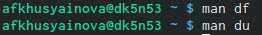 afkhusyainova@dk5n53 ~ $ man df
afkhusyainova@dk5n53 ~ $ man du